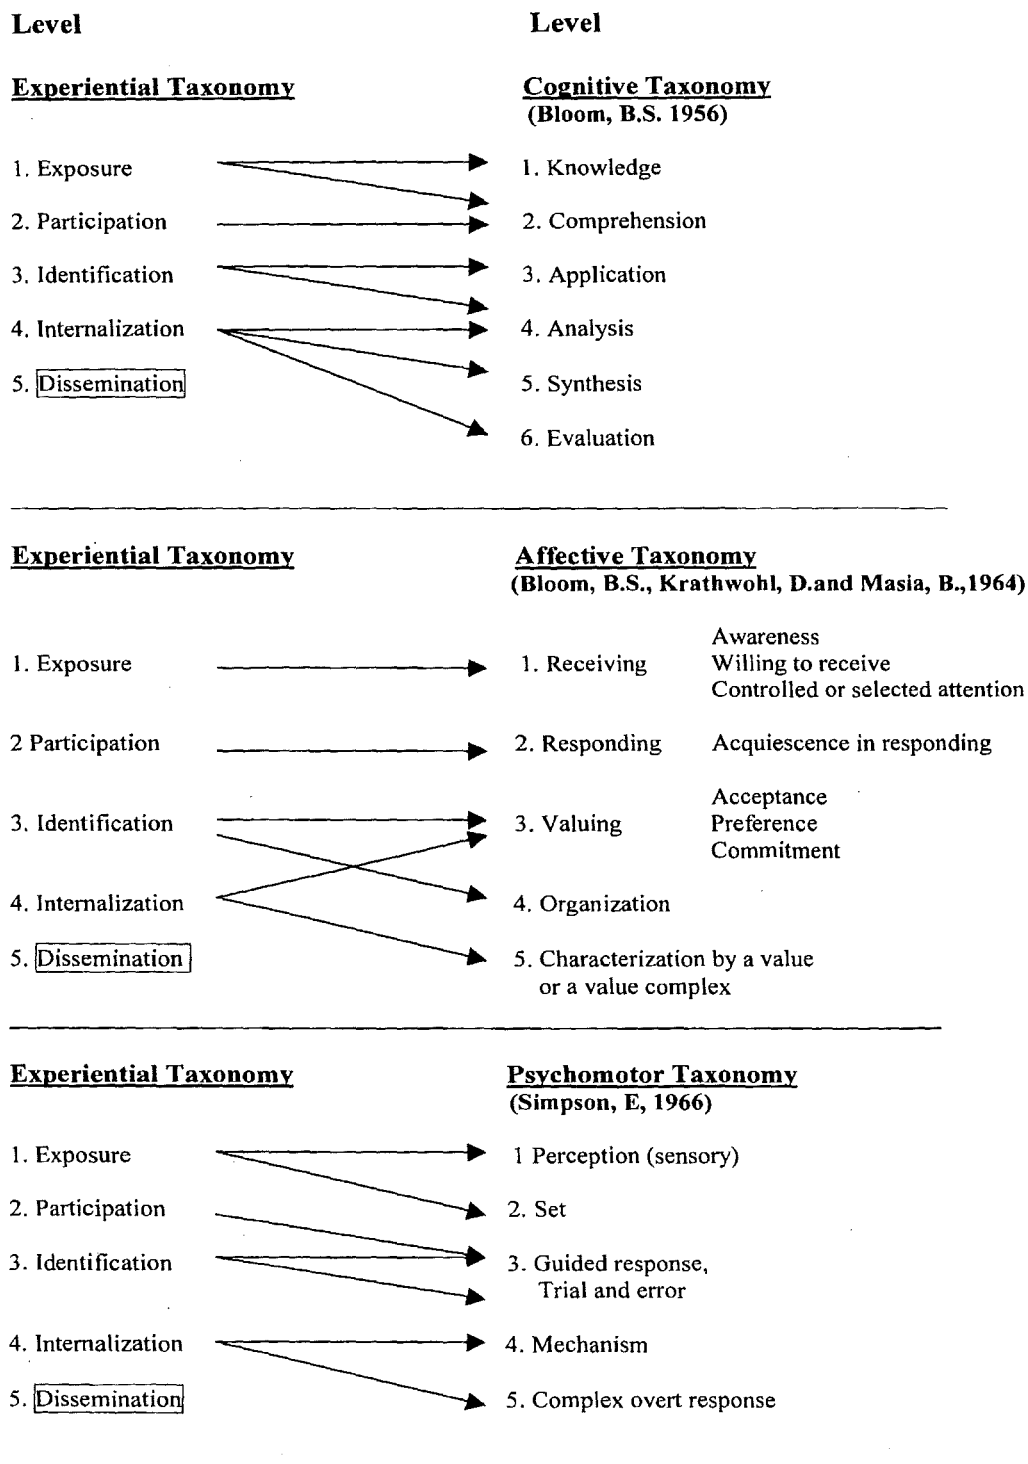 Level
Level
Experiential Taxonomy
Cognitive Taxonomy
(Bloom, B.S. 1956)
1. Exposure
1. Knowledge
2. Participation
2. Comprehension
3. Identification
3. Application
4. Internalization
4. Analysis
5. Dissemination
5. Synthesis
6. Evaluation
Experiential Taxonomy
Affective Taxonomy
(Bloom, B.S., Krathwohl, D.and Masia, B.,1964)
1. Exposure
1. Receiving
Awareness
Willing to receive
Controlled or selected attention
2 Participation
2. Responding
Acquiescence in responding
3. Identification
3. Valuing
Acceptance
Preference
Commitment
4. Internalization
4. Organization
5. Dissemination
5. Characterization by a value
or a value complex
Experiential Taxonomy
Psychomotor Taxonomy
(Simpson, E, 1966)
1. Exposure
1 Perception (sensory)
2. Participation
2. Set
3. Identification
3. Guided response,
Trial and error
4. Internalization
4. Mechanism
5. Dissemination
5. Complex overt response